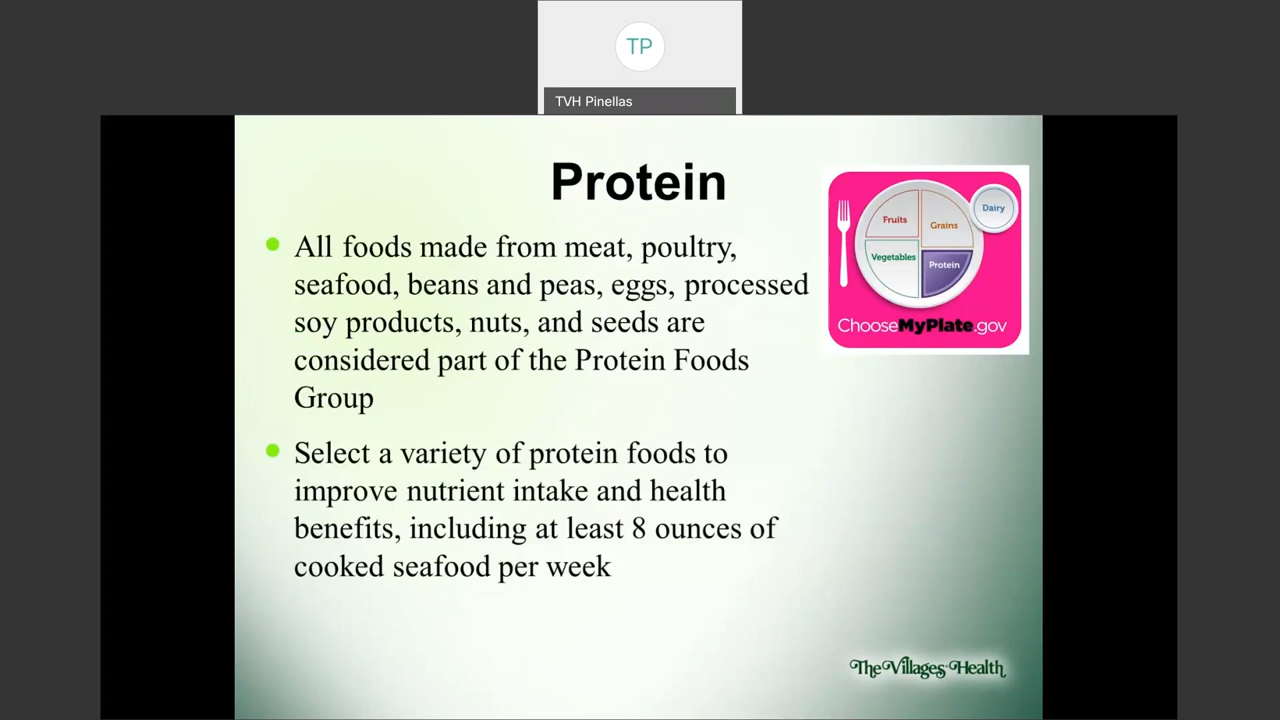 TP
TVH Pinellas
Protein
All foods made from meat, poultry,
seafood, beans and peas, eggs, processed
soy products, nuts, and seeds are
considered part of the Protein Foods
Group
Select a variety of protein foods to
improve nutrient intake and health
benefits, including at least 8 ounces of
cooked seafood per week
Dairy
Fruits
Grains
Vegetables
Protein
ChooseMyPlate.gov
The Villages Health